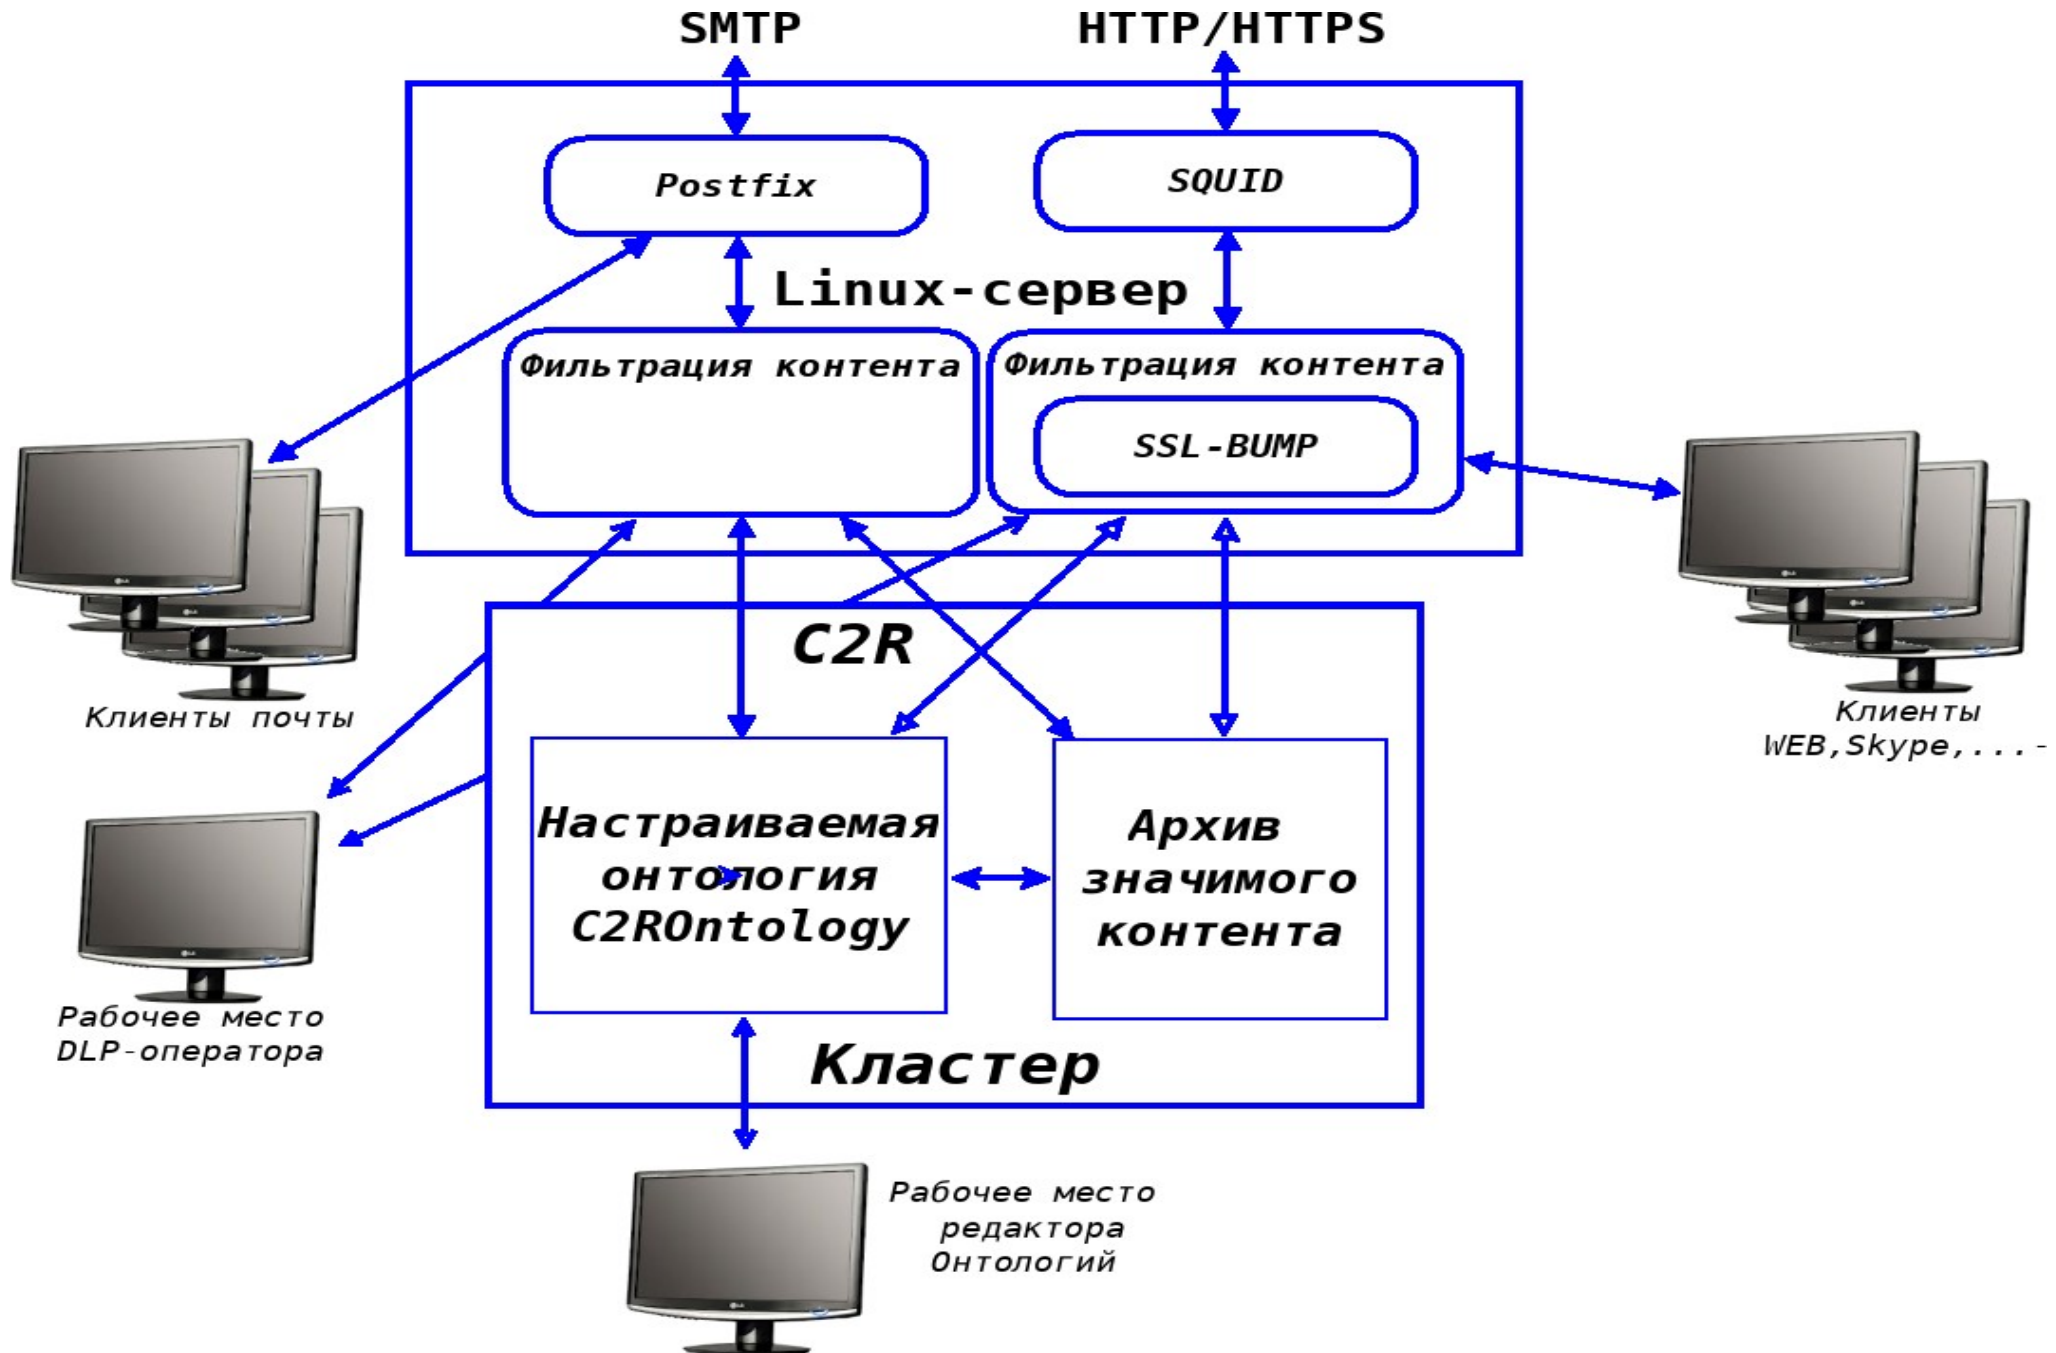 SMTP
HTTP/HTTPS
Postfix
SQUID
Linux-сервер
Фильтрация контента
Фильтрация контента
SSL-BUMP
Клиенты почты
Клиенты
WEB,Skype,...-
C2R
Настраиваемая
онтология
C2ROntology
Архив
значимого
контента
Рабочее место
DLP-оператора
Кластер
Рабочее место
редактора
Онтологий